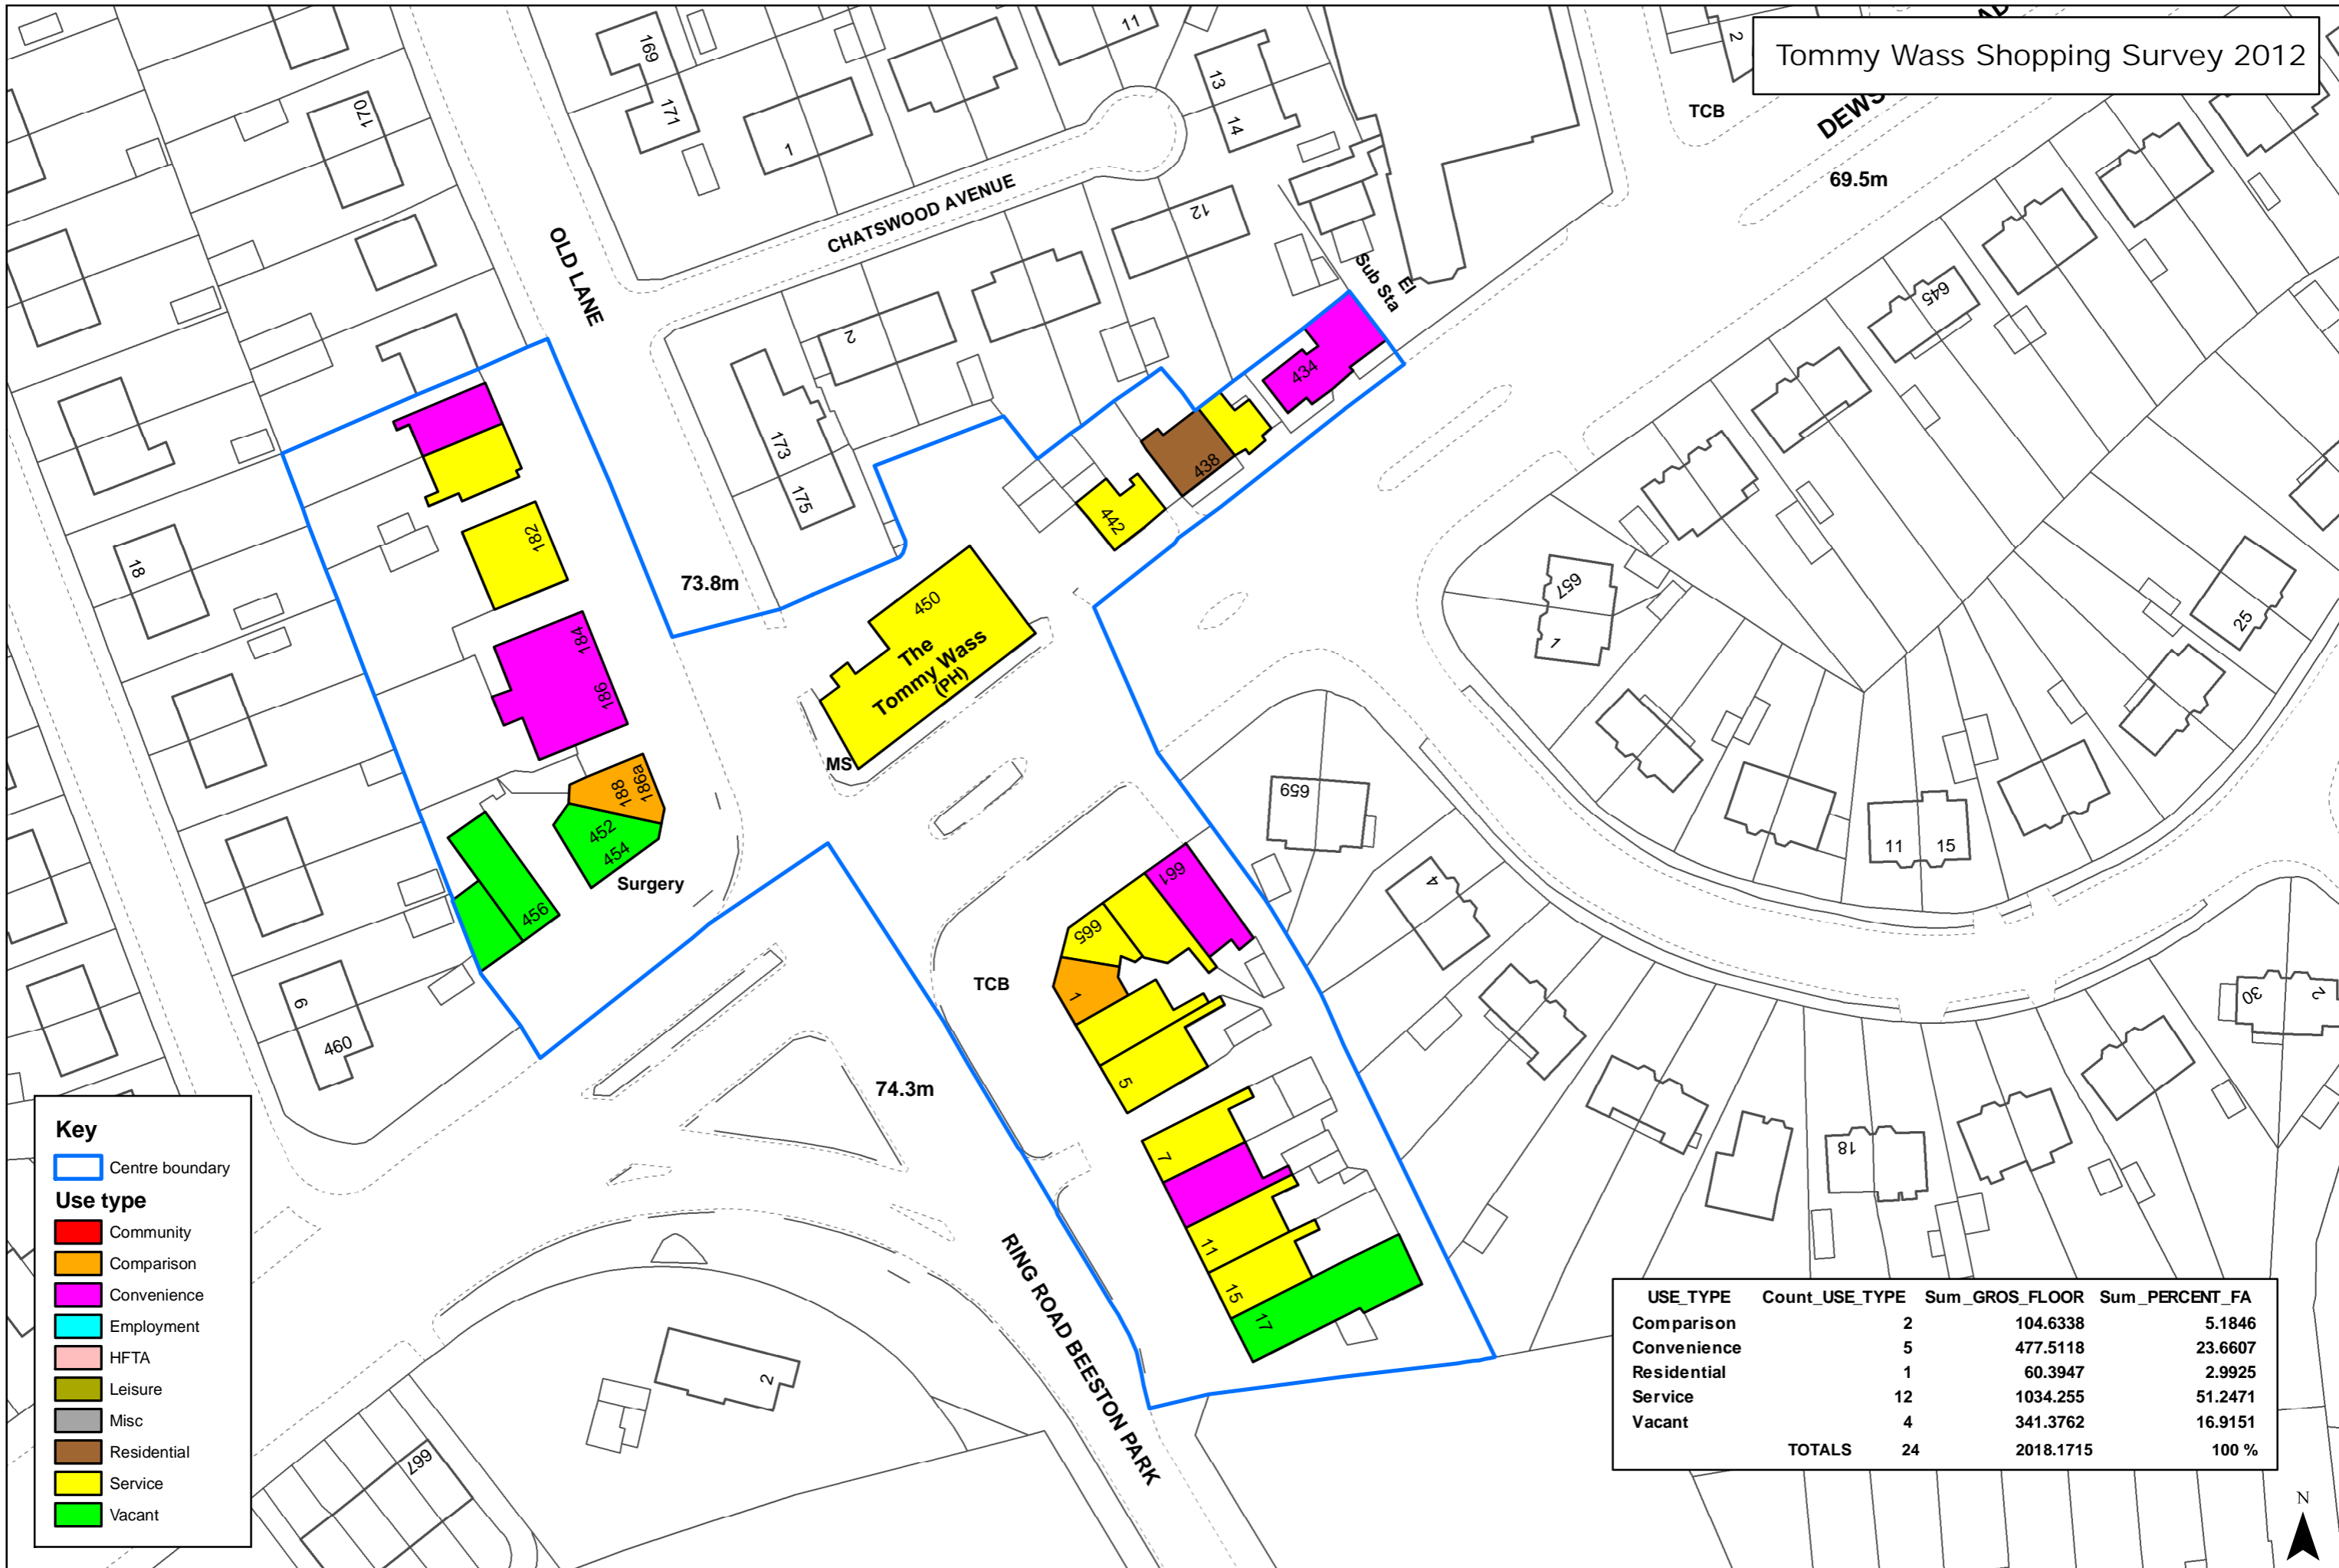 Tommy Wass Shopping Survey 2012
169
171
1
11
13
14
2
TCB
DEWS
AD
69.5m
170
CHATSWOOD AVENUE
12
OLD LANE
El
Sub Sta
2
434
645
173
175
438
442
182
18
73.8m
450
The
Tommy Wass
(PH)
657
1
25
184
186
MS
186a
188
452
454
Surgery
456
659
661
665
4
11 15
TCB
1
5
9
460
74.3m
30
2
7
11
15
17
18
RING ROAD BEESTON PARK
2
667
Key
Centre boundary
Use type
Community
Comparison
Convenience
Employment
HFTA
Leisure
Misc
Residential
Service
Vacant
USE_TYPE Count_USE_TYPE Sum_GROS_FLOOR Sum_PERCENT_FA
Comparison 2 104.6338 5.1846
Convenience 5 477.5118 23.6607
Residential 1 60.3947 2.9925
Service 12 1034.255 51.2471
Vacant 4 341.3762 16.9151
TOTALS 24 2018.1715 100 %
N